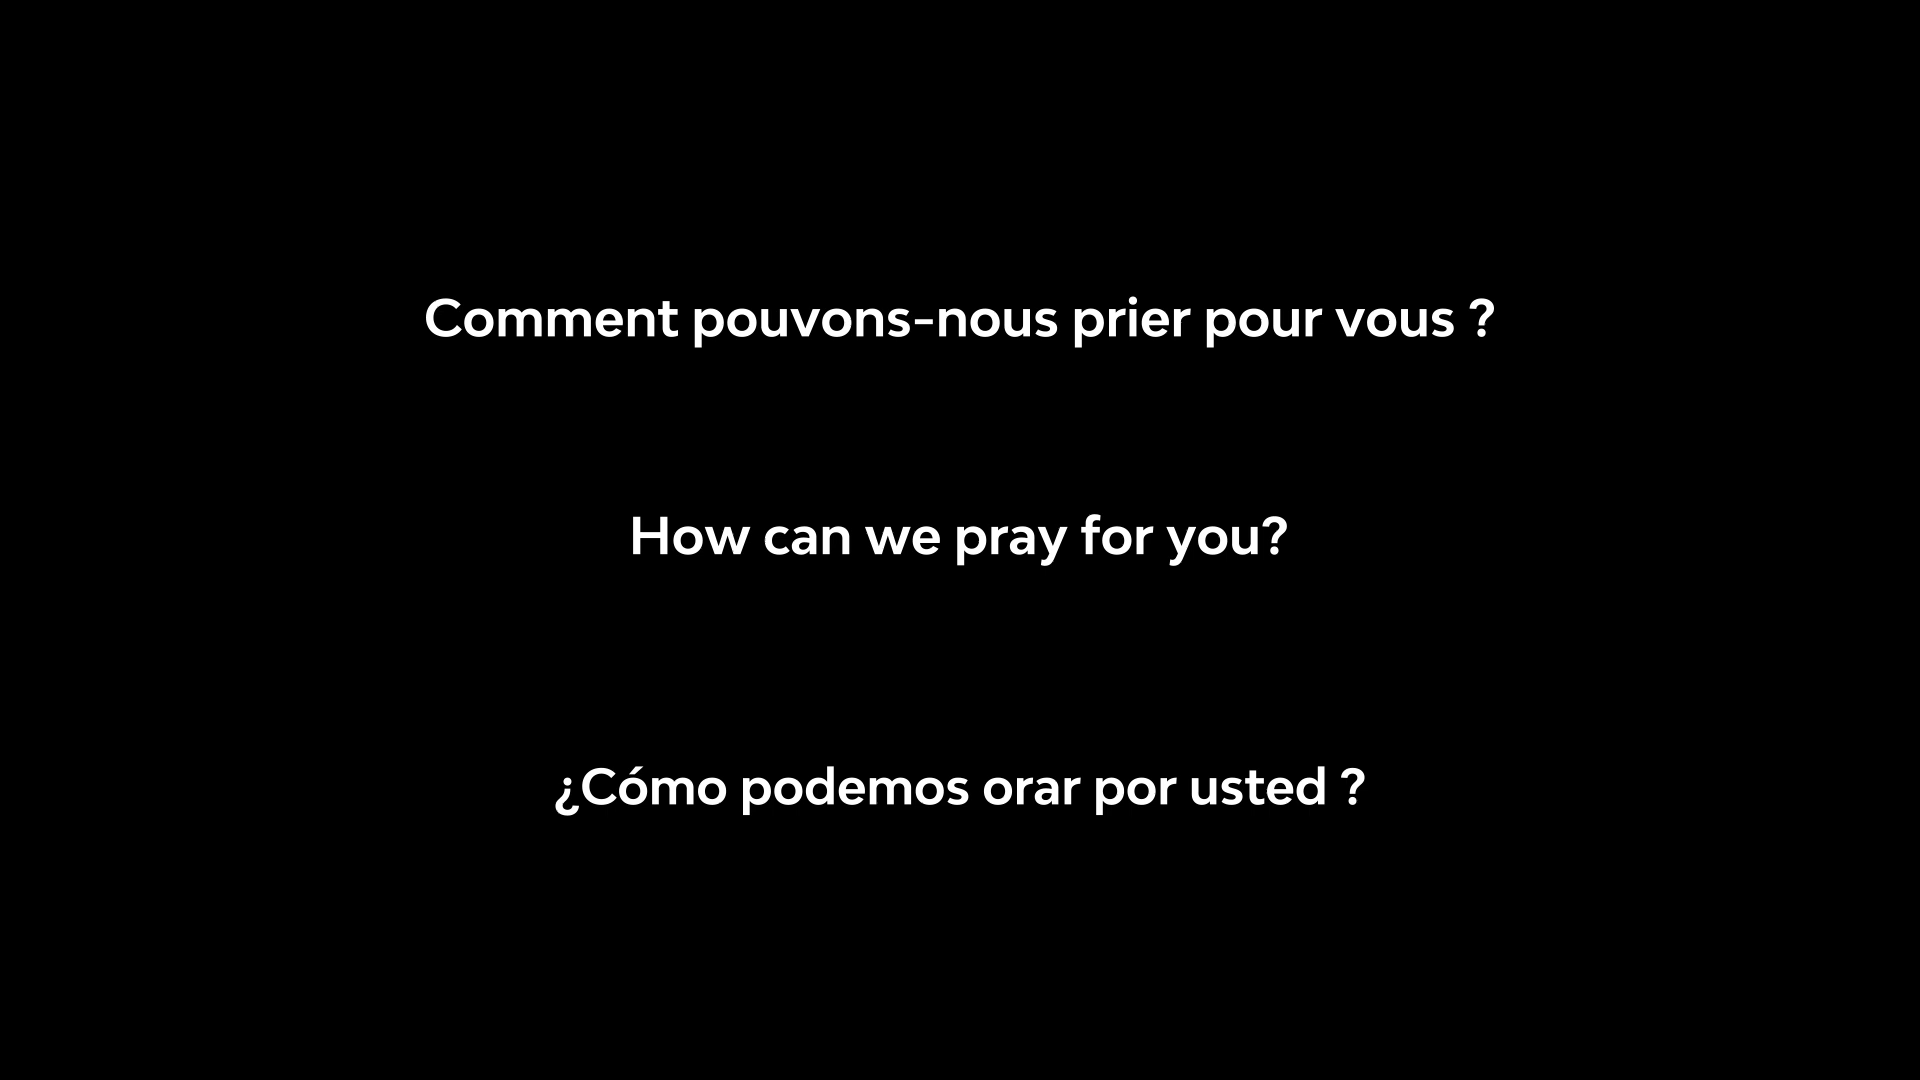 Comment pouvons-nous prier pour vous ?
How can we pray for you?
¿Cómo podemos orar por usted ?